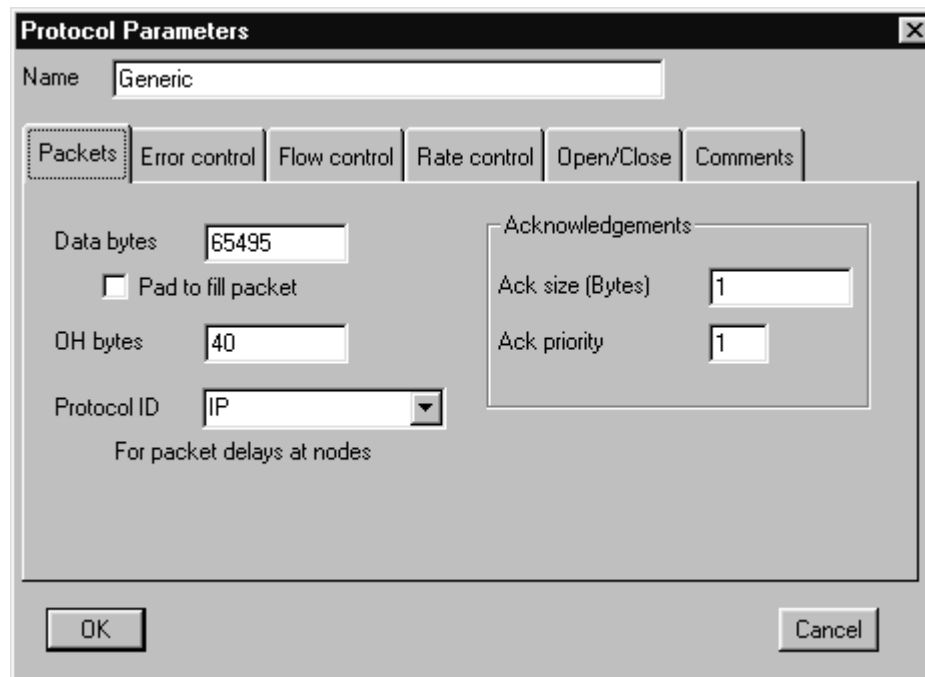 Protocol Parameters
Name Generic
Packets Error control Flow control Rate control Open/Close Comments
Data bytes 65495
Pad to fill packet
OH bytes 40
Protocol ID IP
For packet delays at nodes
Acknowledgements
Ack size (Bytes) 1
Ack priority 1
OK Cancel